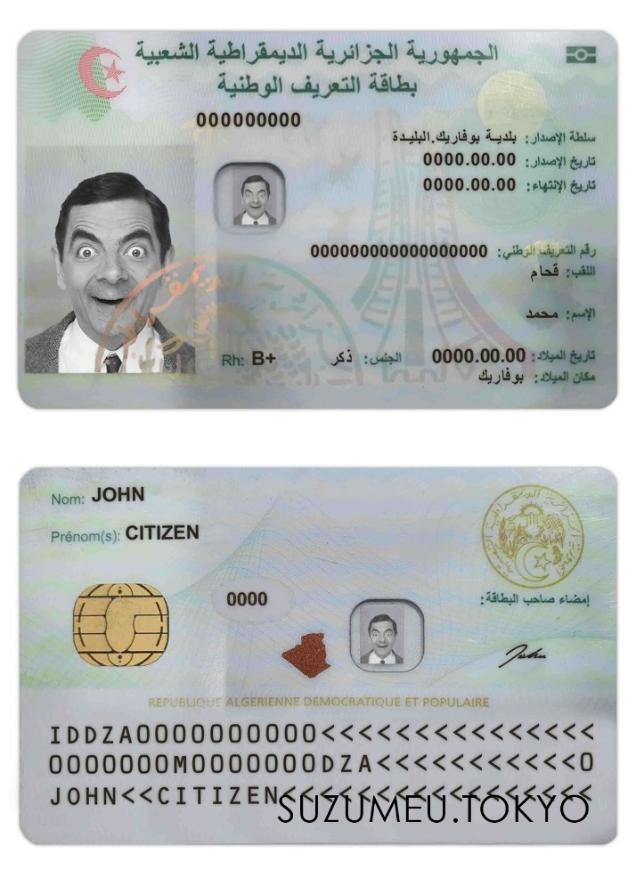 الجمهورية الجزائرية الديمقراطية الشعبية
بطاقة التعريف الوطنية
000000000
سلطة الإصدار: بلدية بوفاريك.البليدة
تاريخ الإصدار: 0000.00.00
تاريخ الإنتهاء: 0000.00.00
رقم التعريف الوطني: 000000000000000000
اللقب: قحام
الإسم: محمد
تاريخ الميلاد: 0000.00.00 الجنس: ذكر Rh: B+
مكان الميلاد: بوفاريك
Nom: JOHN
Prénom(s): CITIZEN
0000
إمضاء صاحب البطاقة:
John
REPUBLIQUE ALGERIENNE DEMOCRATIQUE ET POPULAIRE
IDDZA0000000000<<<<<<<<<<<<<<<
0000000M0000000DZA<<<<<<<<<<<0
JOHN<<CITIZEN<<<<<<<<<<<<<<<<<
SUZUMEU.TOKYO